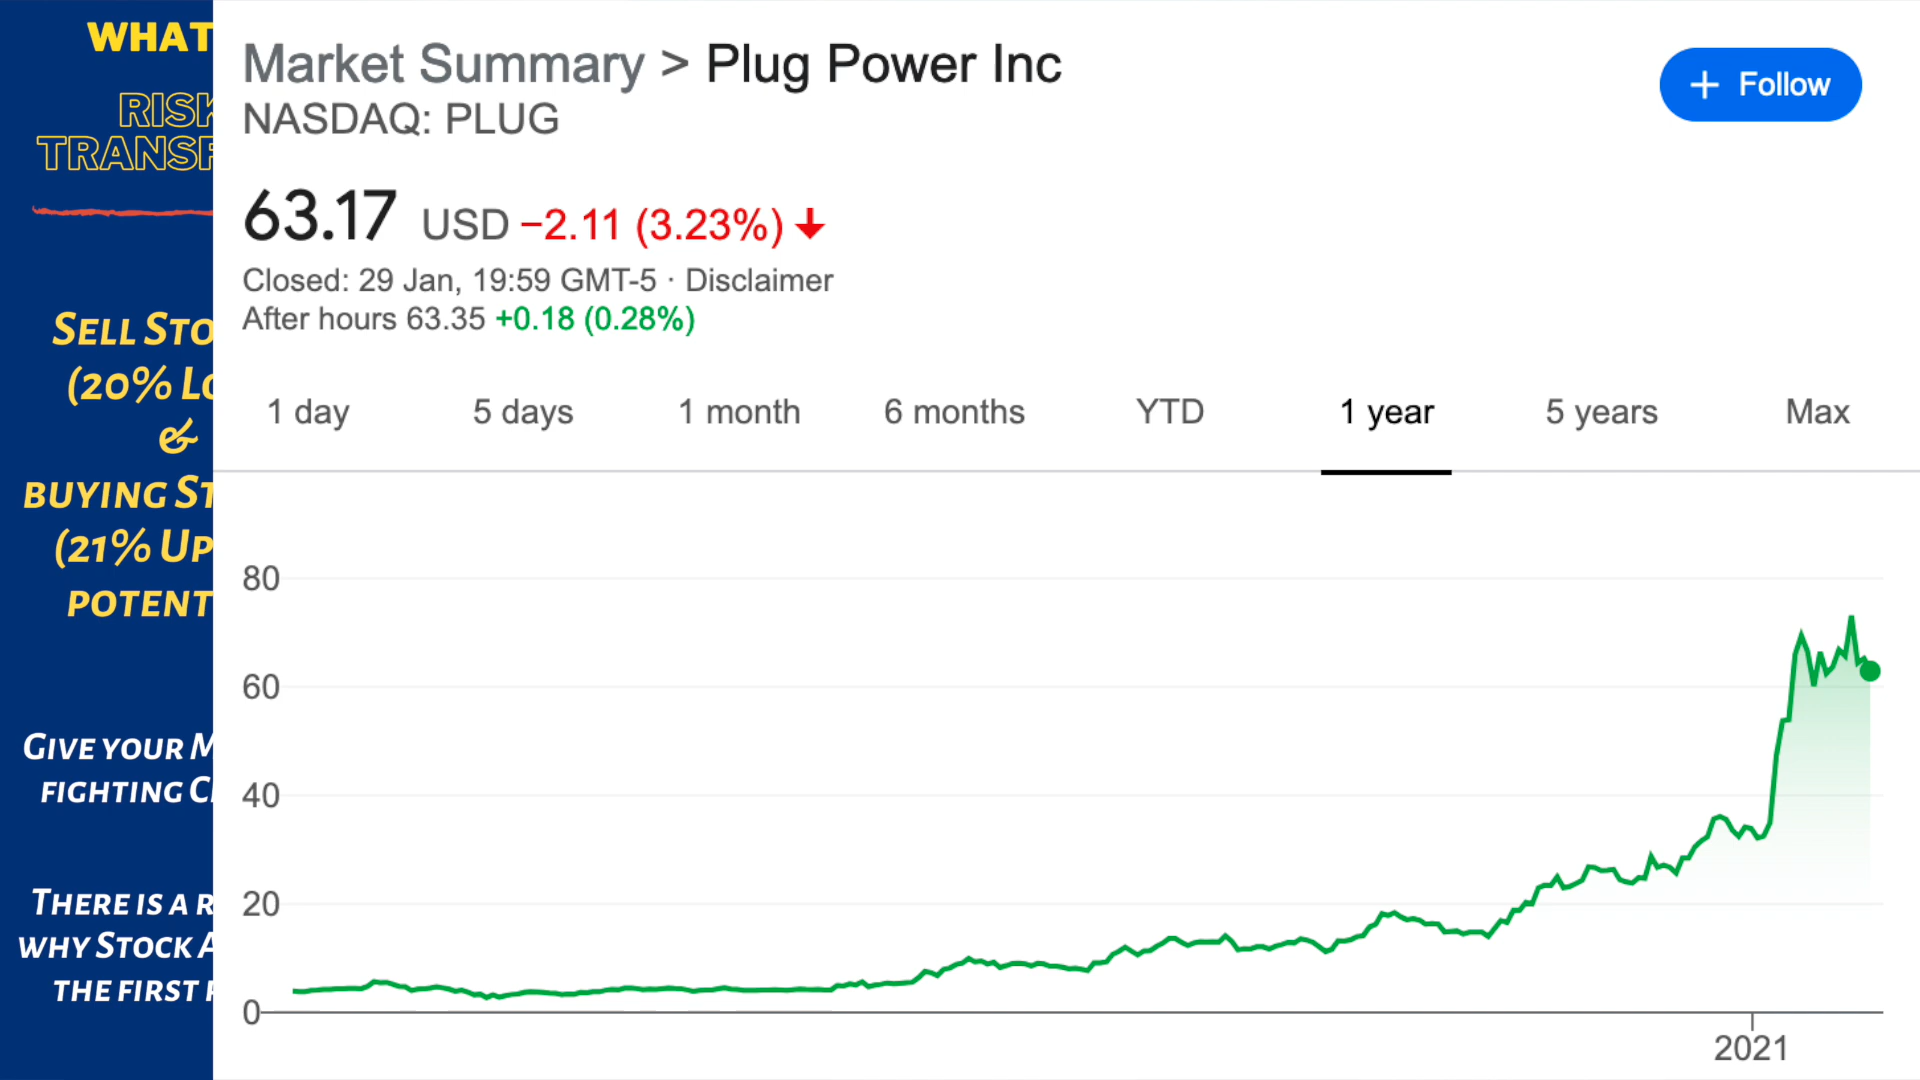 WHAT
RISK
TRANSF
SELL STO
(20% LO
&
BUYING ST
(21% UP
POTENT
GIVE YOUR M
FIGHTING C
THERE IS A R
WHY STOCK A
THE FIRST
Market Summary > Plug Power Inc
NASDAQ: PLUG
+ Follow
63.17 USD −2.11 (3.23%)
Closed: 29 Jan, 19:59 GMT-5 · Disclaimer
After hours 63.35 +0.18 (0.28%)
1 day 5 days 1 month 6 months YTD 1 year 5 years Max
80
60
40
20
0
2021